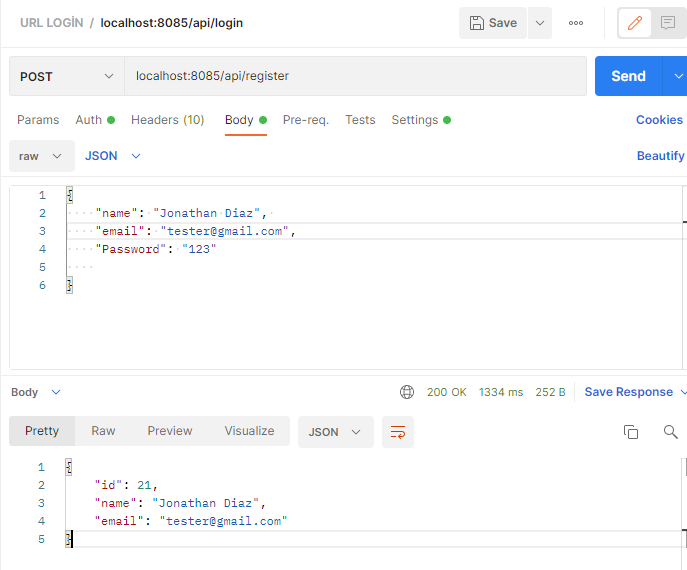 URL LOGİN / localhost:8085/api/login
Save
POST
localhost:8085/api/register
Send
Params Auth Headers (10) Body Pre-req. Tests Settings Cookies
raw JSON Beautify
1 {
2 "name": "Jonathan Diaz",
3 "email": "tester@gmail.com",
4 "Password": "123"
5
6 }
Body 200 OK 1334 ms 252 B Save Response
Pretty Raw Preview Visualize JSON
1 {
2 "id": 21,
3 "name": "Jonathan Diaz",
4 "email": "tester@gmail.com"
5 }